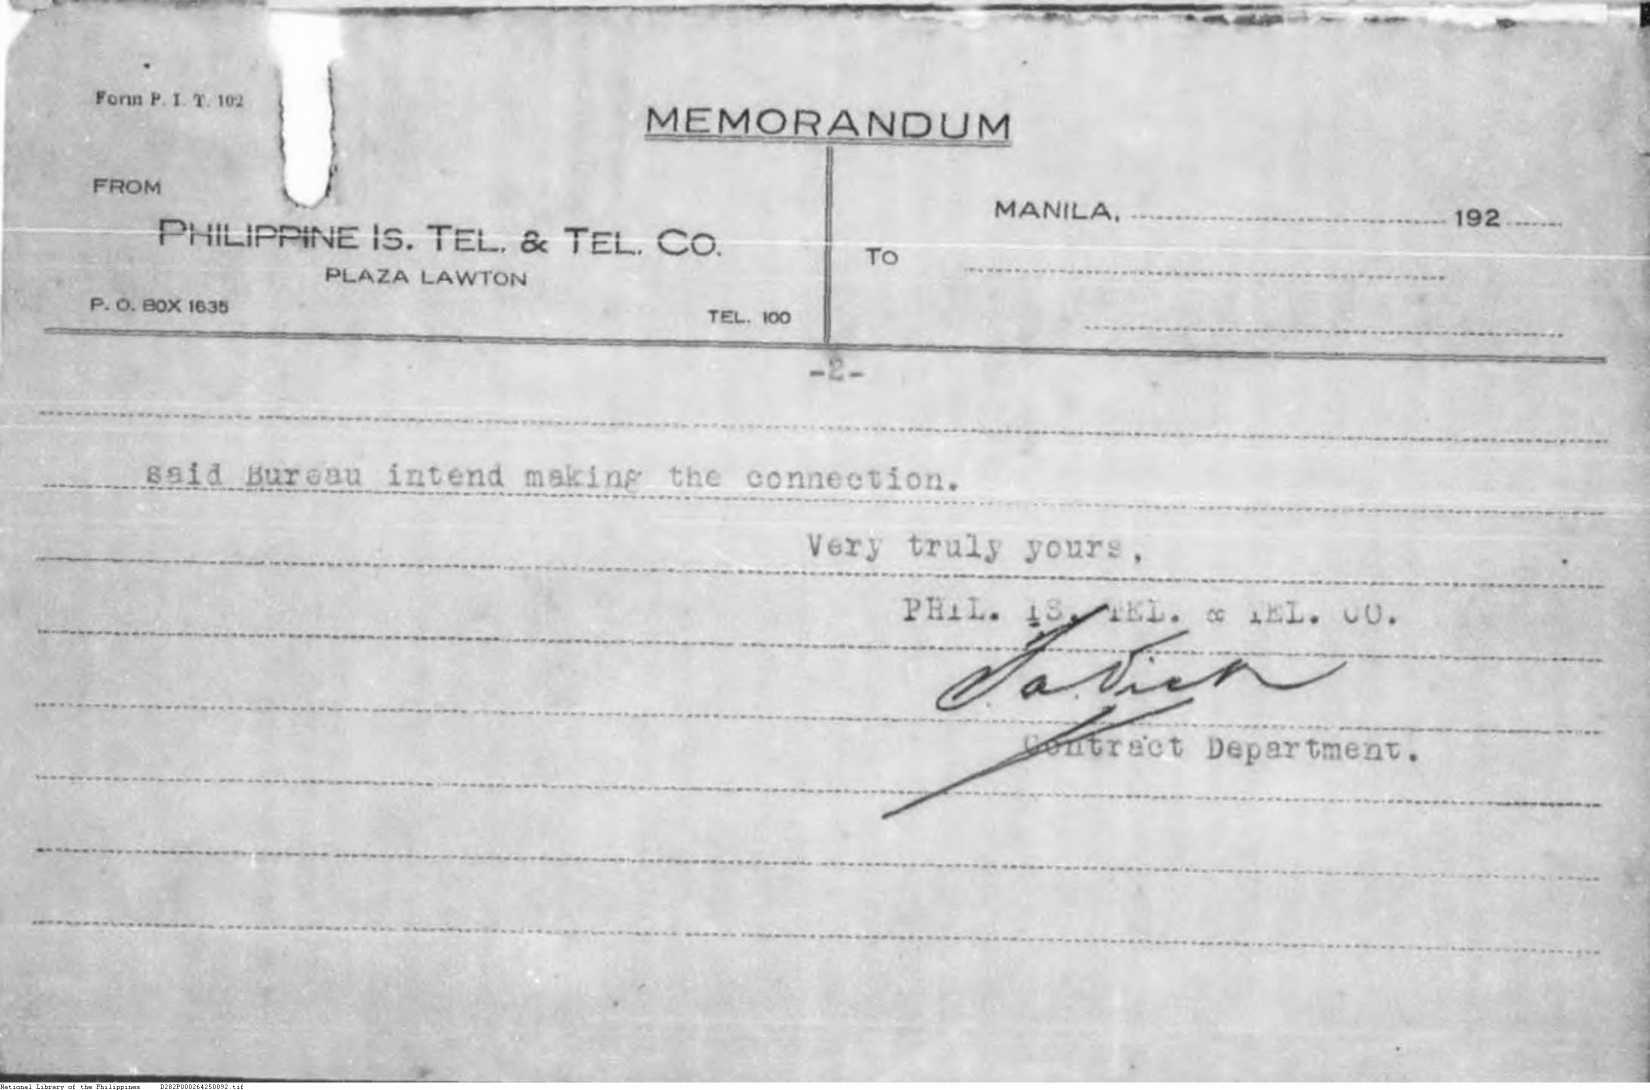 Form P. I. T. 102
MEMORANDUM
FROM
PHILIPPINE IS. TEL. & TEL. CO.
PLAZA LAWTON
P. O. BOX 1635
TEL. 100
MANILA, 192
TO
-2-
said Bureau intend making the connection.
Very truly yours,
PHIL. IS. TEL. & TEL. CO.
Contract Department.
National Library of the Philippines D282P000264250892.tif